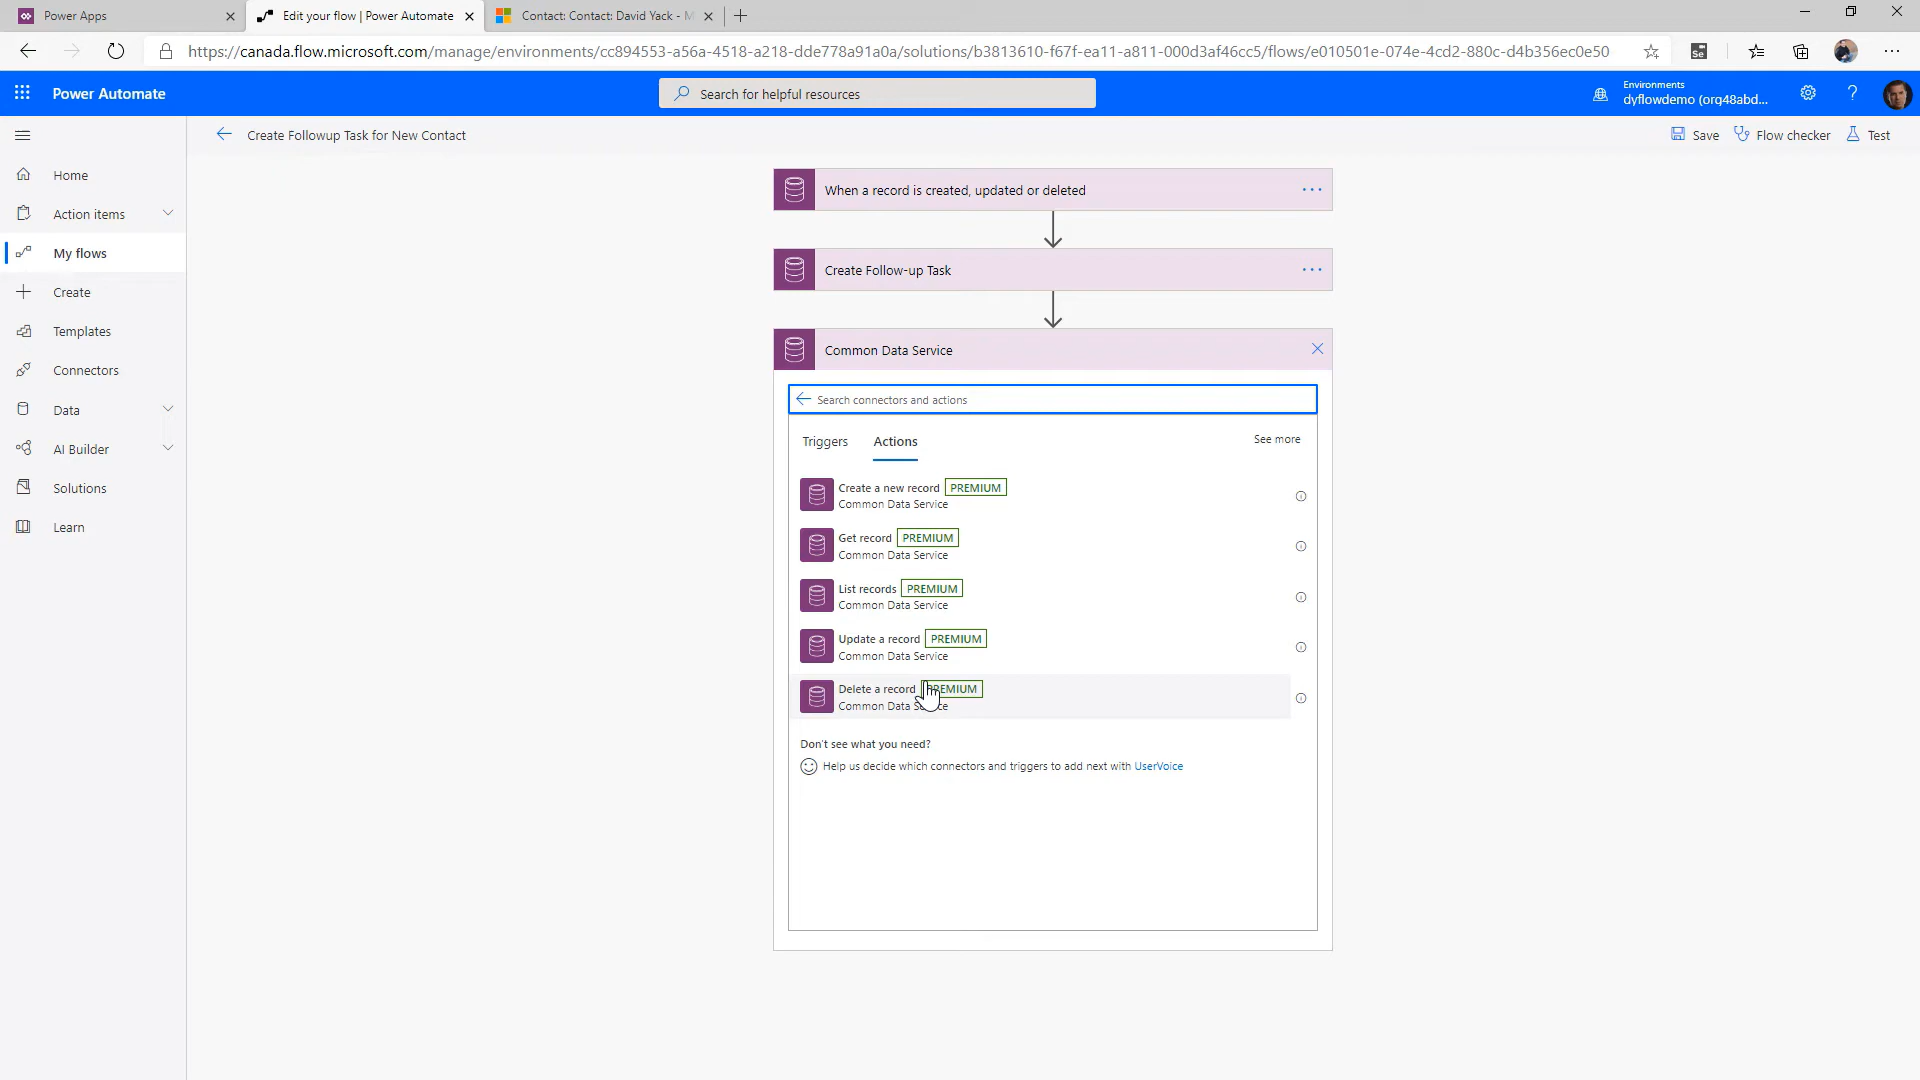 Power Apps
Edit your flow | Power Automate
Contact: Contact: David Yack - M
https://canada.flow.microsoft.com/manage/environments/cc894553-a56a-4518-a218-dde778a91a0a/solutions/b3813610-f67f-ea11-a811-000d3af46cc5/flows/e010501e-074e-4cd2-880c-d4b356ec0e50
Se
Power Automate
Search for helpful resources
Environments
dyflowdemo (orq48abd...
?
Create Followup Task for New Contact
Save
Flow checker
Test
Home
Action items
My flows
Create
Templates
Connectors
Data
AI Builder
Solutions
Learn
When a record is created, updated or deleted
Create Follow-up Task
Common Data Service
Search connectors and actions
Triggers
Actions
See more
Create a new record PREMIUM
Common Data Service
Get record PREMIUM
Common Data Service
List records PREMIUM
Common Data Service
Update a record PREMIUM
Common Data Service
Delete a record PREMIUM
Common Data Service
Don't see what you need?
Help us decide which connectors and triggers to add next with UserVoice